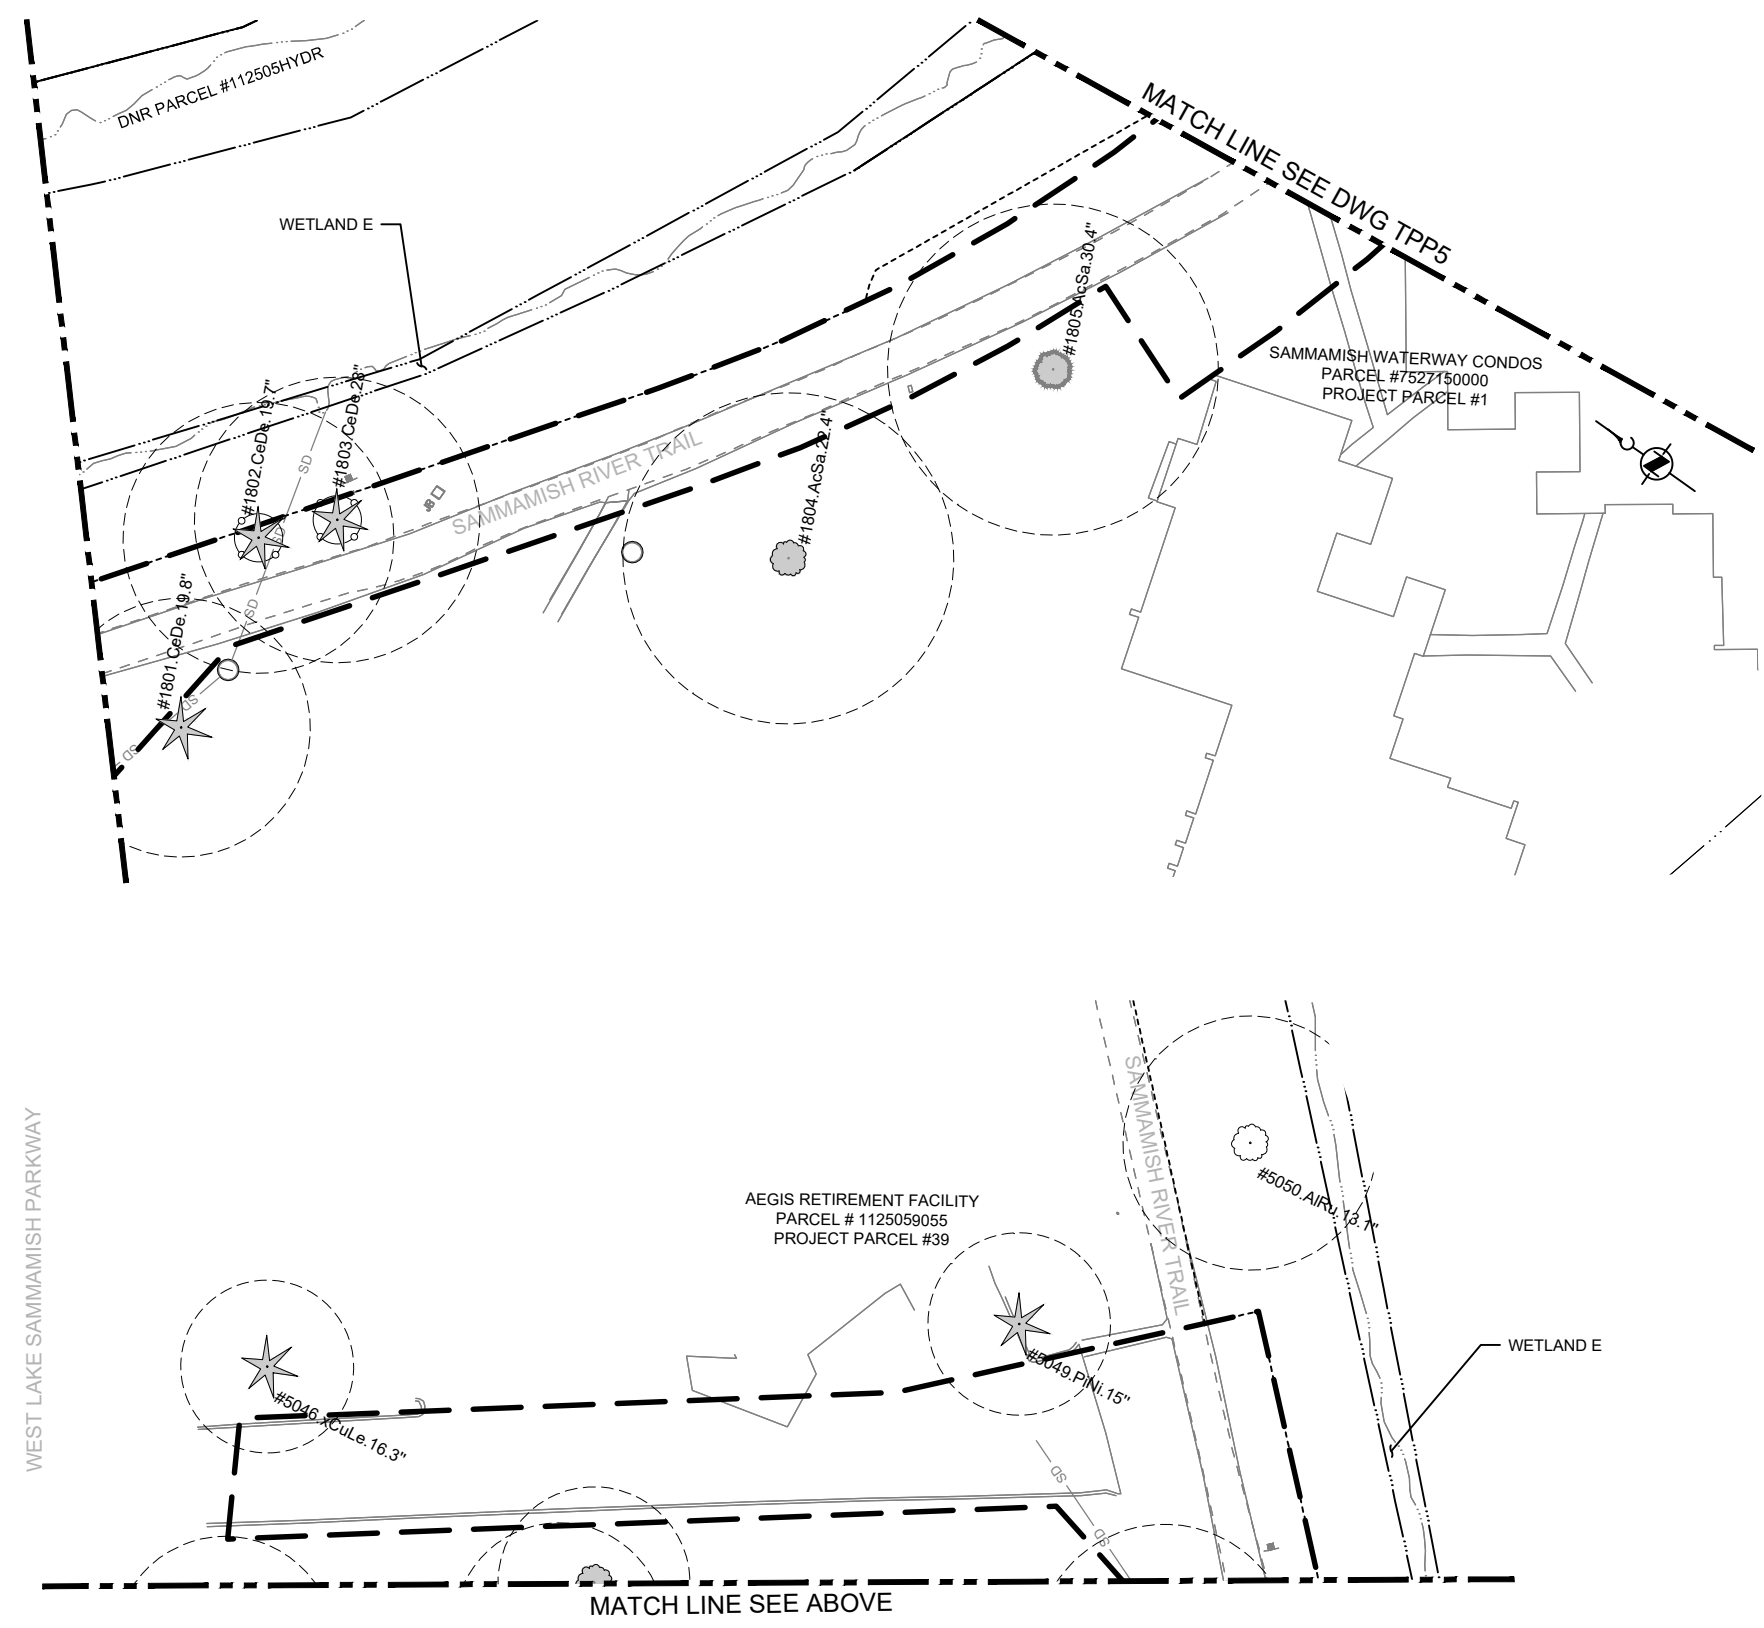 DNR PARCEL #112505HYDR
MATCH LINE SEE DWG TPP5
WETLAND E
#1805.AcSa.30.4"
SAMMAMISH WATERWAY CONDOS
PARCEL #7527150000
PROJECT PARCEL #1
#1802.CeDe.19.7"
#1803.CeDe.28"
SD
JB
SAMMAMISH RIVER TRAIL
#1804.AcSa.22.4"
SD
SD
#1801.CeDe.19.8"
SD
SD
WEST LAKE SAMMAMISH PARKWAY
SAMMAMISH RIVER TRAIL
#5050.AlRu.13.1"
AEGIS RETIREMENT FACILITY
PARCEL # 1125059055
PROJECT PARCEL #39
WETLAND E
#5049.PiNi.15"
#5046.xCuLe.16.3"
SD
SD
MATCH LINE SEE ABOVE